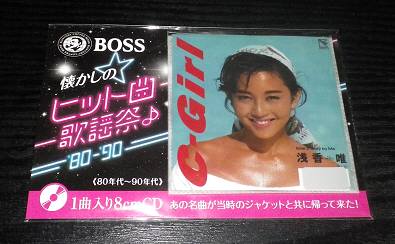 BOSS
懐かしの
ヒット曲
歌謡祭♪
'80-'90
《80年代~90年代》
1曲入り8cmCD
あの名曲が当時のジャケットと共に帰って来た!
C-Girl
浅香 唯